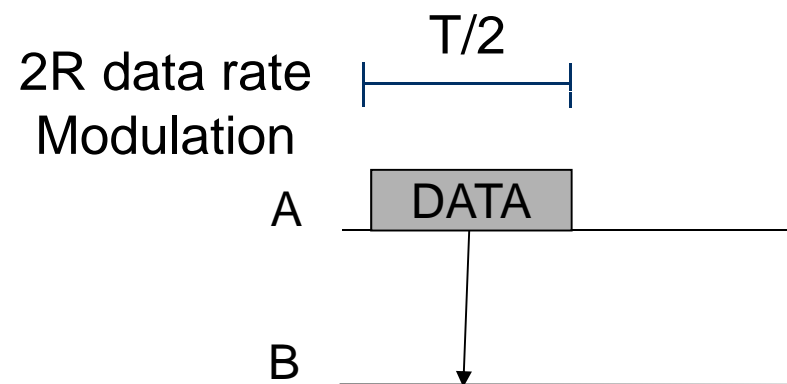 T/2
2R data rate
Modulation
A
DATA
B